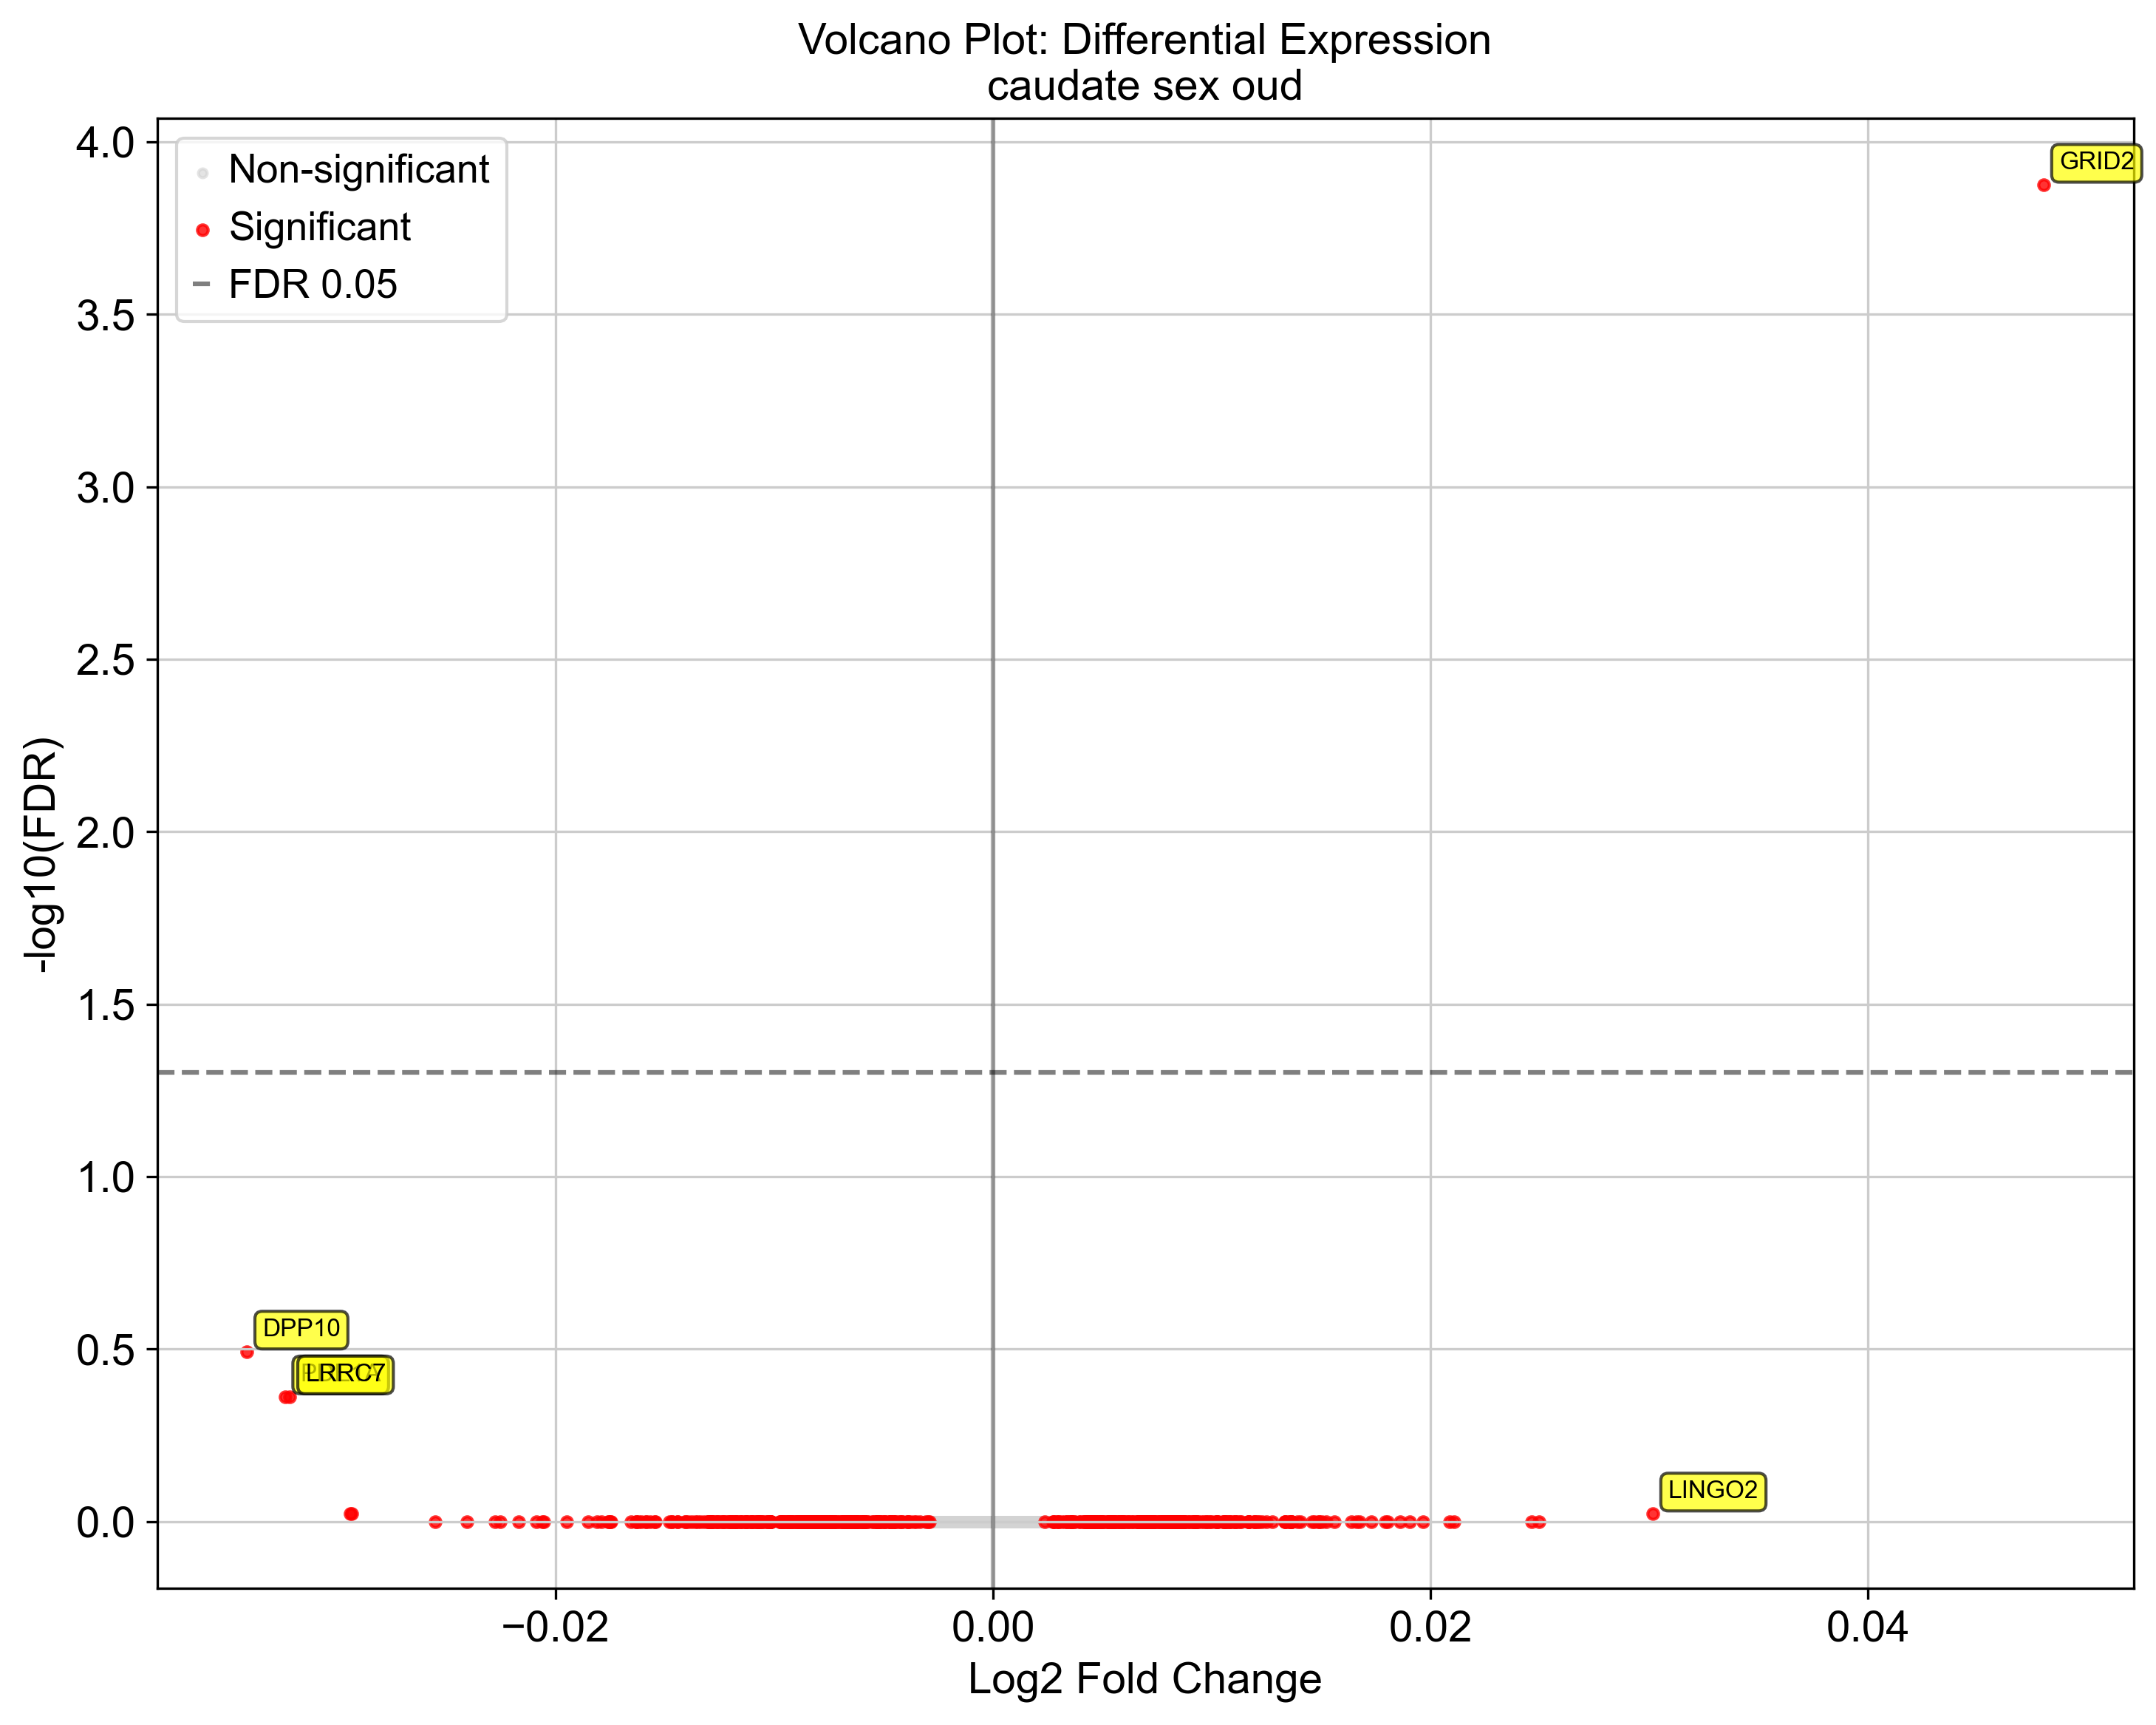 Volcano Plot: Differential Expression
caudate sex oud
Non-significant
Significant
FDR 0.05
-log10(FDR)
4.0
3.5
3.0
2.5
2.0
1.5
1.0
0.5
0.0
GRID2
DPP10
LRRC7
LINGO2
−0.02
0.00
0.02
0.04
Log2 Fold Change